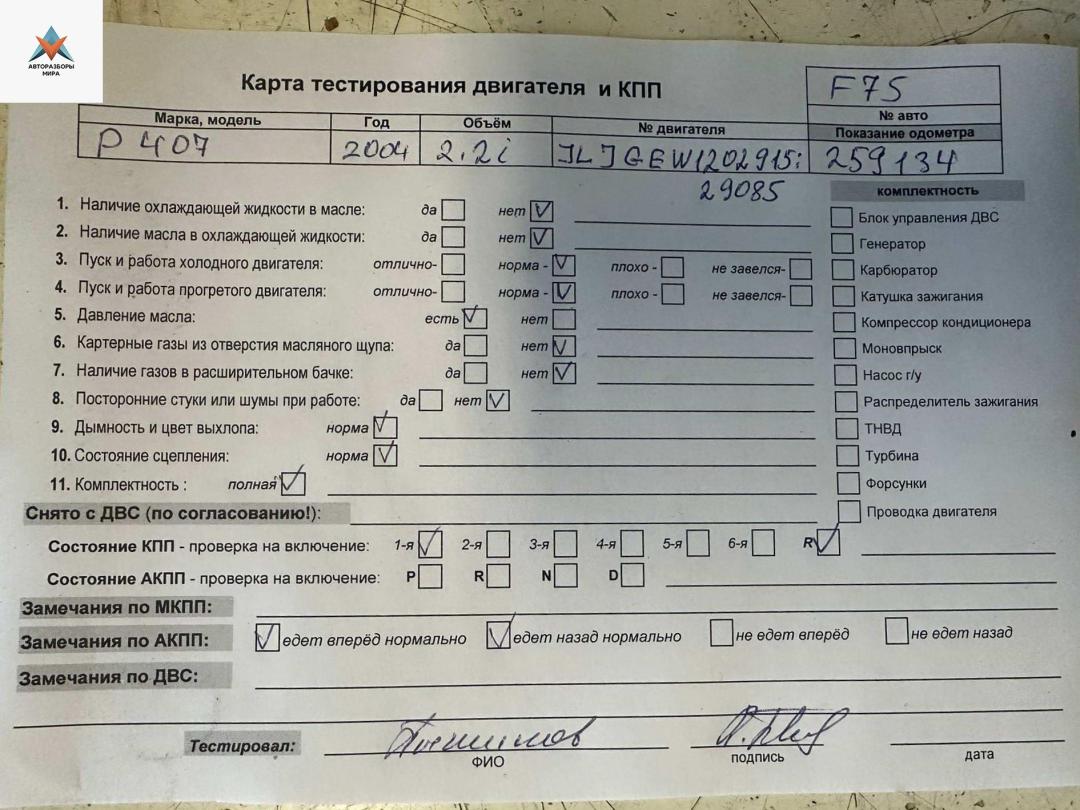 АВТОРАЗБОРЫ
МИРА
Карта тестирования двигателя и КПП
F75
№ авто
Марка, модель Год Объём № двигателя Показание одометра
P 407 2004 2.2i 259134
29085
комплектность
1. Наличие охлаждающей жидкости в масле: да нет
2. Наличие масла в охлаждающей жидкости: да нет
3. Пуск и работа холодного двигателя: отлично- норма - плохо - не завелся-
4. Пуск и работа прогретого двигателя: отлично- норма - плохо - не завелся-
5. Давление масла: есть нет
6. Картерные газы из отверстия масляного щупа: да нет
7. Наличие газов в расширительном бачке: да нет
8. Посторонние стуки или шумы при работе: да нет
9. Дымность и цвет выхлопа: норма
10. Состояние сцепления: норма
11. Комплектность : полная
Блок управления ДВС
Генератор
Карбюратор
Катушка зажигания
Компрессор кондиционера
Моновпрыск
Насос г/у
Распределитель зажигания
ТНВД
Турбина
Форсунки
Проводка двигателя
Снято с ДВС (по согласованию!):
Состояние КПП - проверка на включение: 1-я 2-я 3-я 4-я 5-я 6-я R
Состояние АКПП - проверка на включение: P R N D
Замечания по МКПП:
Замечания по АКПП: едет вперёд нормально едет назад нормально не едет вперёд не едет назад
Замечания по ДВС:
Тестировал:
ФИО подпись дата